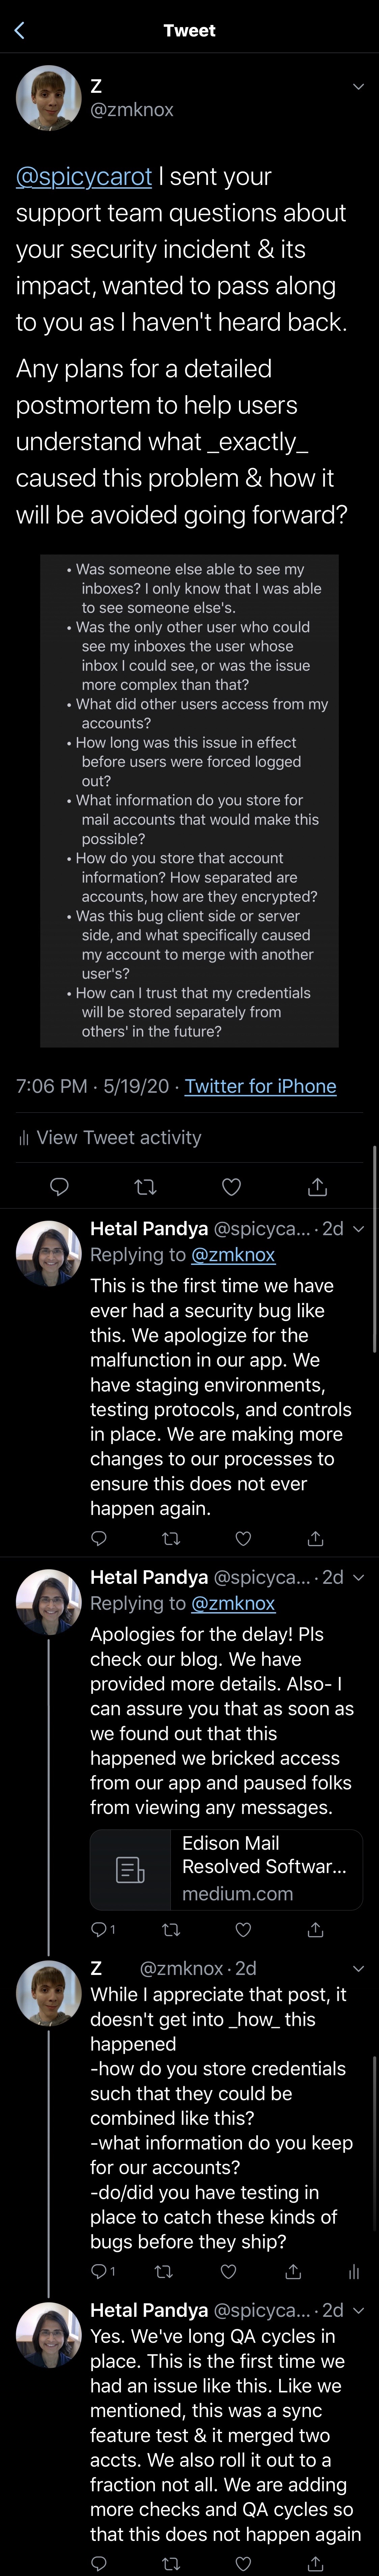 Tweet
Z
@zmknox
@spicycarot I sent your
support team questions about
your security incident & its
impact, wanted to pass along
to you as I haven't heard back.
Any plans for a detailed
postmortem to help users
understand what _exactly_
caused this problem & how it
will be avoided going forward?
• Was someone else able to see my
inboxes? I only know that I was able
to see someone else's.
• Was the only other user who could
see my inboxes the user whose
inbox I could see, or was the issue
more complex than that?
• What did other users access from my
accounts?
• How long was this issue in effect
before users were forced logged
out?
• What information do you store for
mail accounts that would make this
possible?
• How do you store that account
information? How separated are
accounts, how are they encrypted?
• Was this bug client side or server
side, and what specifically caused
my account to merge with another
user's?
• How can I trust that my credentials
will be stored separately from
others' in the future?
7:06 PM · 5/19/20 · Twitter for iPhone
View Tweet activity
Hetal Pandya @spicyca... · 2d
Replying to @zmknox
This is the first time we have
ever had a security bug like
this. We apologize for the
malfunction in our app. We
have staging environments,
testing protocols, and controls
in place. We are making more
changes to our processes to
ensure this does not ever
happen again.
Hetal Pandya @spicyca... · 2d
Replying to @zmknox
Apologies for the delay! Pls
check our blog. We have
provided more details. Also- I
can assure you that as soon as
we found out that this
happened we bricked access
from our app and paused folks
from viewing any messages.
Edison Mail
Resolved Softwar...
medium.com
1
Z @zmknox · 2d
While I appreciate that post, it
doesn't get into _how_ this
happened
-how do you store credentials
such that they could be
combined like this?
-what information do you keep
for our accounts?
-do/did you have testing in
place to catch these kinds of
bugs before they ship?
1
Hetal Pandya @spicyca... · 2d
Yes. We've long QA cycles in
place. This is the first time we
had an issue like this. Like we
mentioned, this was a sync
feature test & it merged two
accts. We also roll it out to a
fraction not all. We are adding
more checks and QA cycles so
that this does not happen again